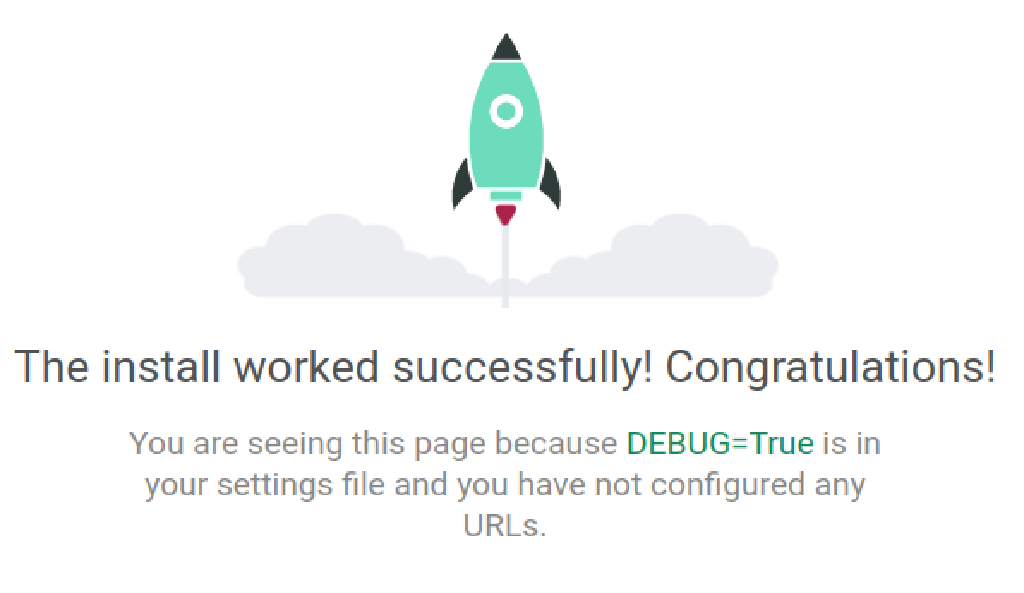 The install worked successfully! Congratulations!
You are seeing this page because DEBUG=True is in
your settings file and you have not configured any
URLs.